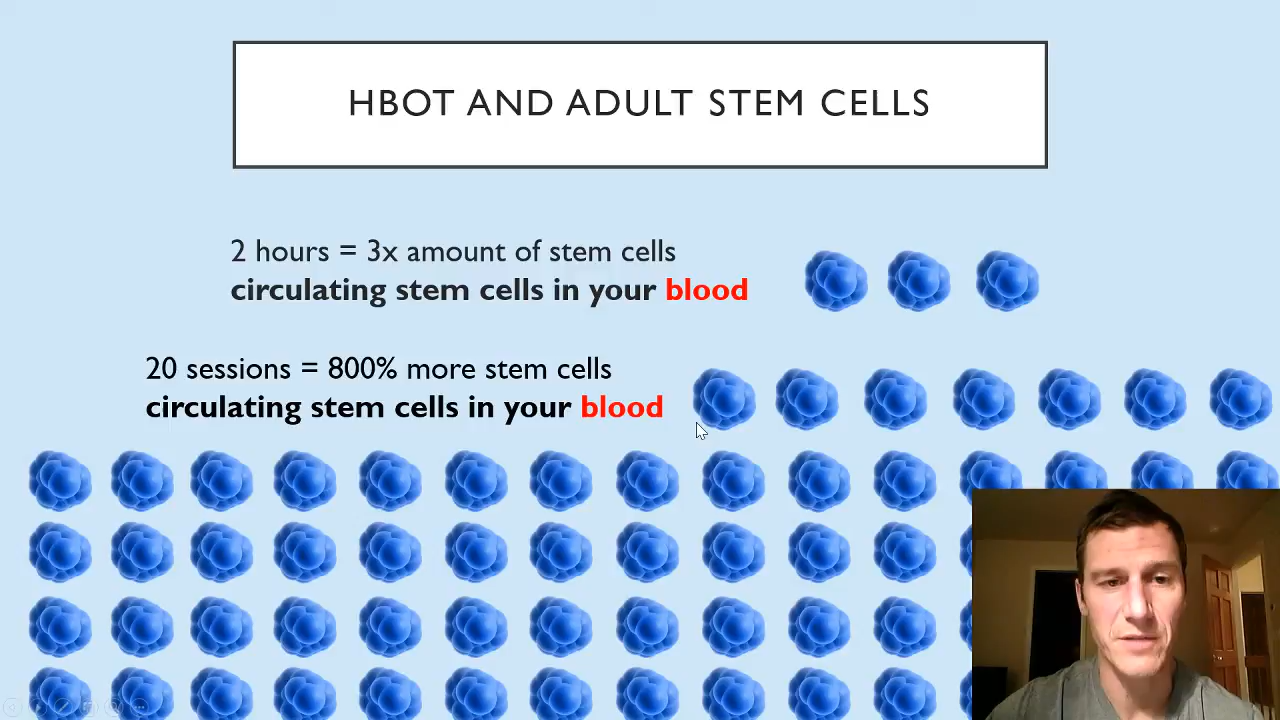 HBOT AND ADULT STEM CELLS
2 hours = 3x amount of stem cells
circulating stem cells in your blood
20 sessions = 800% more stem cells
circulating stem cells in your blood